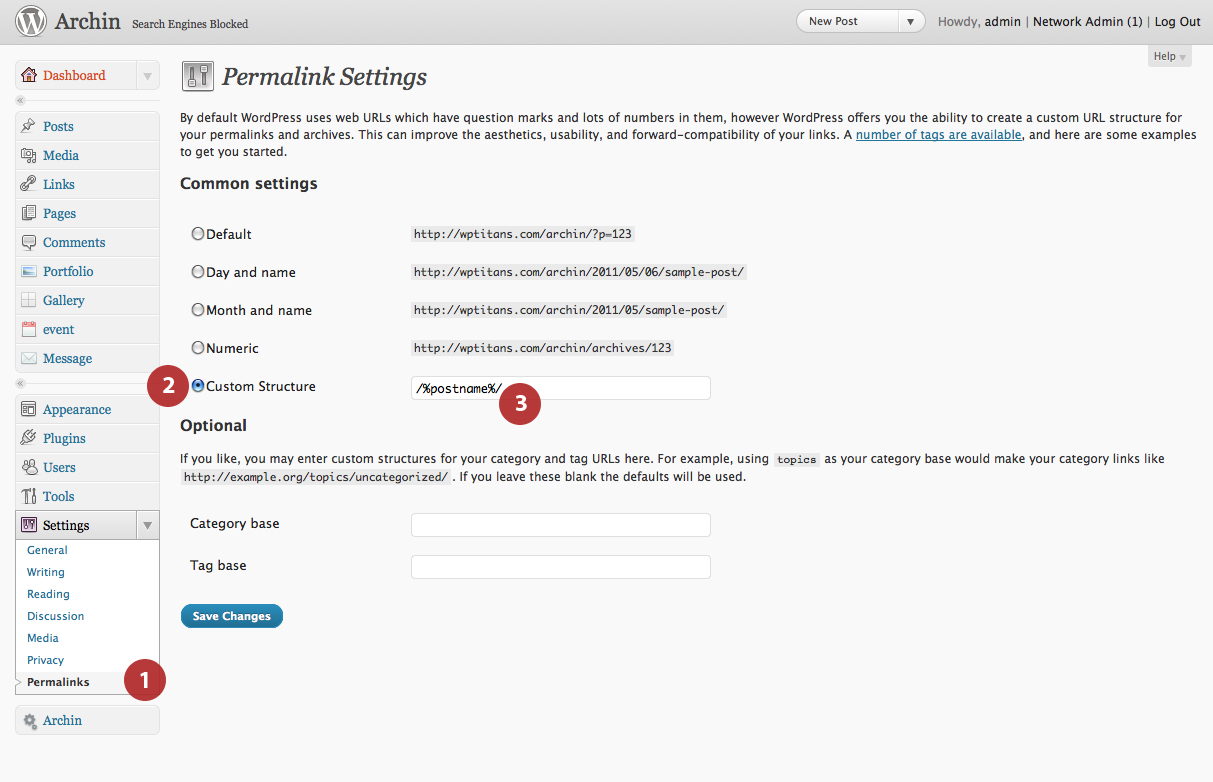 Archin Search Engines Blocked
New Post
Howdy, admin | Network Admin (1) | Log Out
Help
Dashboard
Posts
Media
Links
Pages
Comments
Portfolio
Gallery
event
Message
Appearance
Plugins
Users
Tools
Settings
General
Writing
Reading
Discussion
Media
Privacy
Permalinks
1
Archin
Permalink Settings
By default WordPress uses web URLs which have question marks and lots of numbers in them, however WordPress offers you the ability to create a custom URL structure for
your permalinks and archives. This can improve the aesthetics, usability, and forward-compatibility of your links. A number of tags are available, and here are some examples
to get you started.
Common settings
Default http://wptitans.com/archin/?p=123
Day and name http://wptitans.com/archin/2011/05/06/sample-post/
Month and name http://wptitans.com/archin/2011/05/sample-post/
Numeric http://wptitans.com/archin/archives/123
2 Custom Structure /%postname%/
3
Optional
If you like, you may enter custom structures for your category and tag URLs here. For example, using topics as your category base would make your category links like
http://example.org/topics/uncategorized/ . If you leave these blank the defaults will be used.
Category base
Tag base
Save Changes